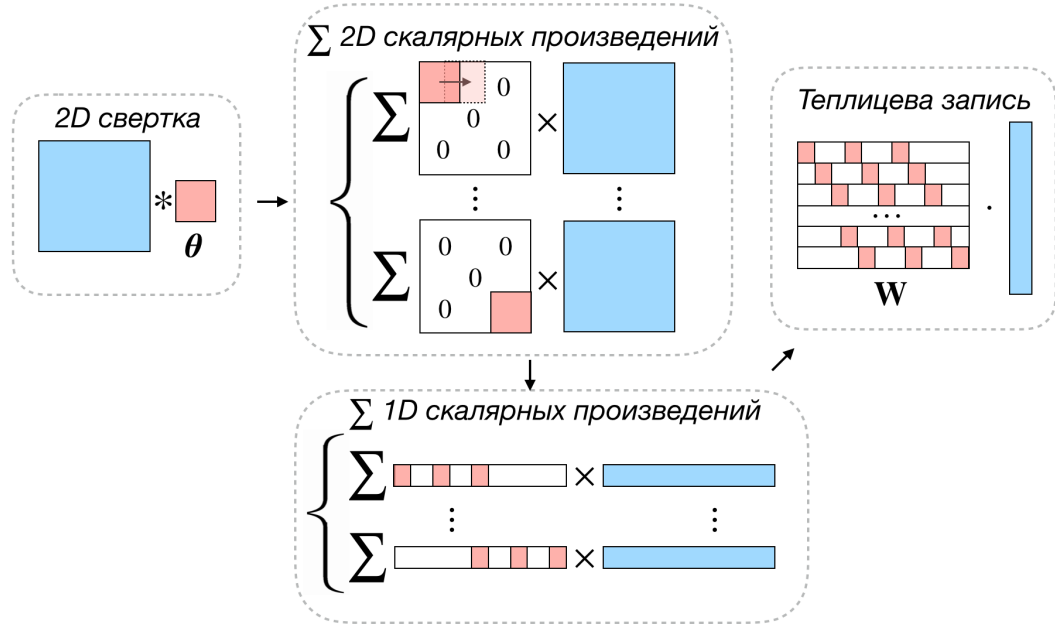 ∑ 2D скалярных произведений
2D свертка
* θ
∑ 0 0 0 0 ×
⋮ ⋮
∑ 0 0 0 0 ×
Теплицева запись
...
·
W
∑ 1D скалярных произведений
∑ ×
⋮ ⋮
∑ ×